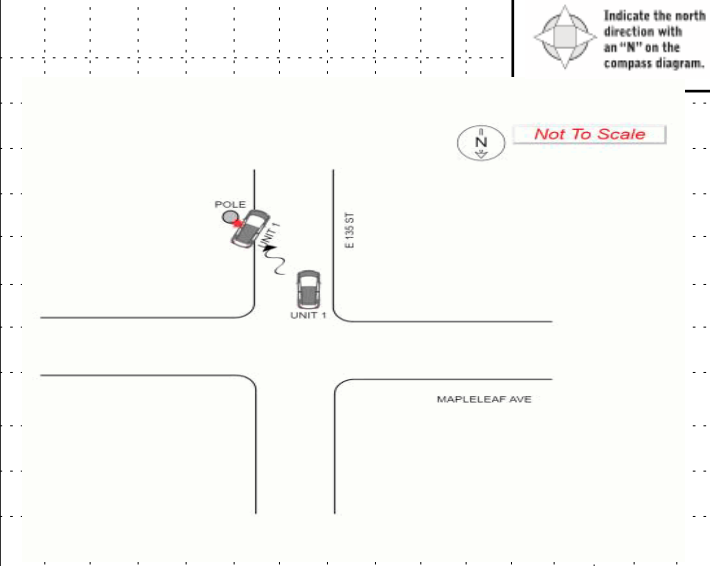 Indicate the north
direction with
an "N" on the
compass diagram.
Not To Scale
N
POLE
UNIT 1
E 135 ST
UNIT 1
MAPLELEAF AVE